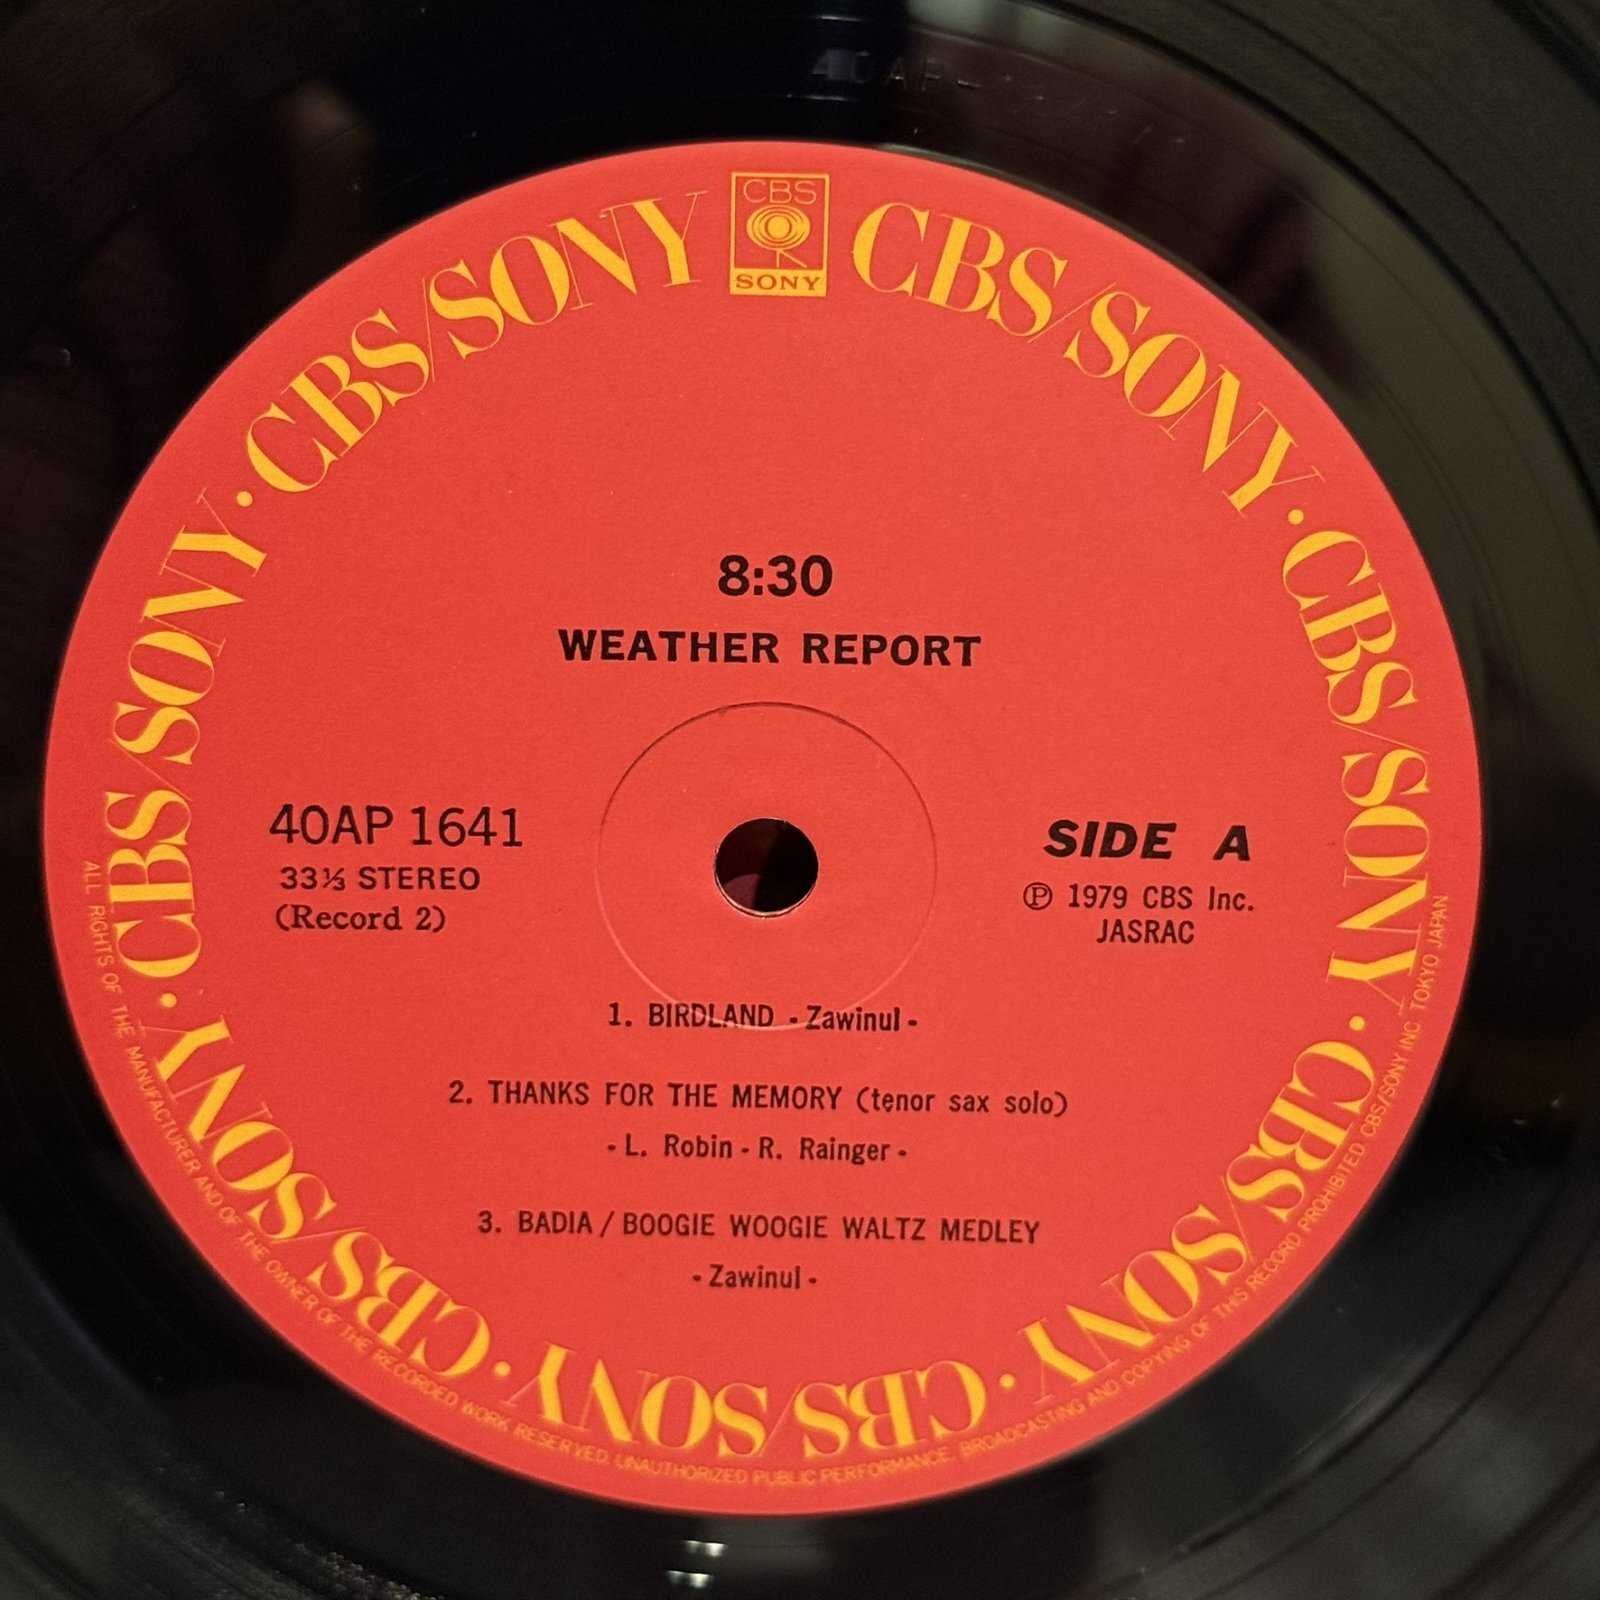 CBS
SONY
CBS/SONY · CBS/SONY · CBS/SONY · CBS/SONY · CBS/SONY · CBS/SONY · CBS/SONY
8:30
WEATHER REPORT
40AP 1641
33⅓ STEREO
(Record 2)
SIDE A
Ⓟ 1979 CBS Inc.
JASRAC
1. BIRDLAND - Zawinul -
2. THANKS FOR THE MEMORY (tenor sax solo)
- L. Robin - R. Rainger -
3. BADIA / BOOGIE WOOGIE WALTZ MEDLEY
- Zawinul -
ALL RIGHTS OF THE MANUFACTURER AND OF THE OWNER OF THE RECORDED WORK RESERVED. UNAUTHORIZED PUBLIC PERFORMANCE, BROADCASTING AND COPYING OF THIS RECORD PROHIBITED. CBS/SONY INC. TOKYO JAPAN